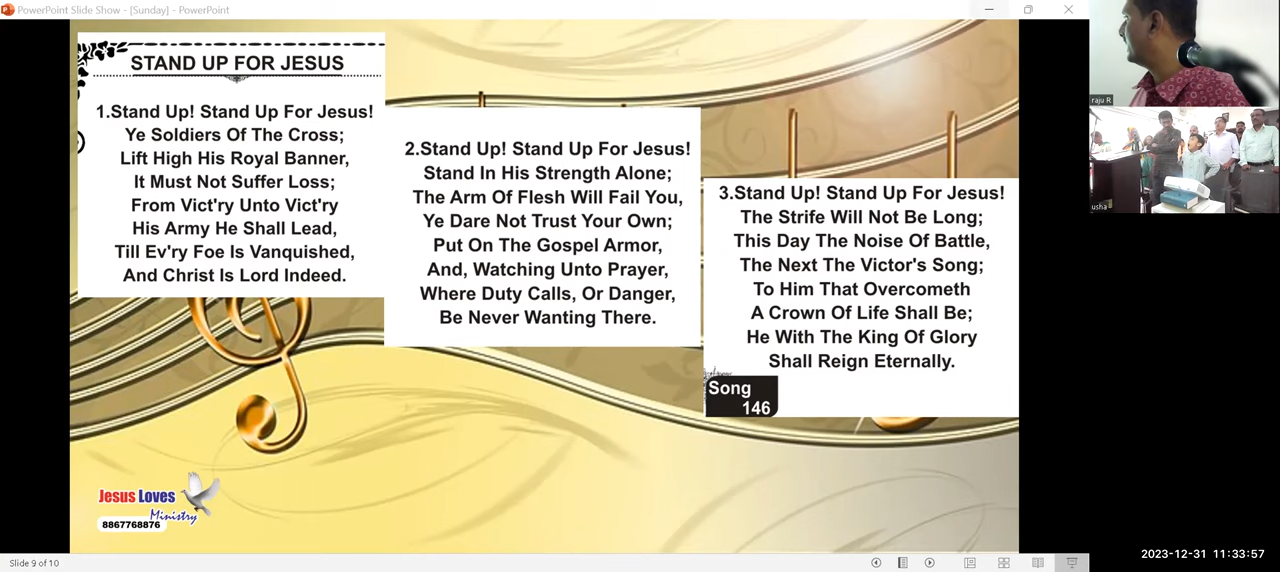 PowerPoint Slide Show - [Sunday] - PowerPoint
STAND UP FOR JESUS
1.Stand Up! Stand Up For Jesus!
Ye Soldiers Of The Cross;
Lift High His Royal Banner,
It Must Not Suffer Loss;
From Vict'ry Unto Vict'ry
His Army He Shall Lead,
Till Ev'ry Foe Is Vanquished,
And Christ Is Lord Indeed.
2.Stand Up! Stand Up For Jesus!
Stand In His Strength Alone;
The Arm Of Flesh Will Fail You,
Ye Dare Not Trust Your Own;
Put On The Gospel Armor,
And, Watching Unto Prayer,
Where Duty Calls, Or Danger,
Be Never Wanting There.
3.Stand Up! Stand Up For Jesus!
The Strife Will Not Be Long;
This Day The Noise Of Battle,
The Next The Victor's Song;
To Him That Overcometh
A Crown Of Life Shall Be;
He With The King Of Glory
Shall Reign Eternally.
Song
146
Jesus Loves
Ministry
8867768876
raju R
usha
2023-12-31 11:33:57
Slide 9 of 10